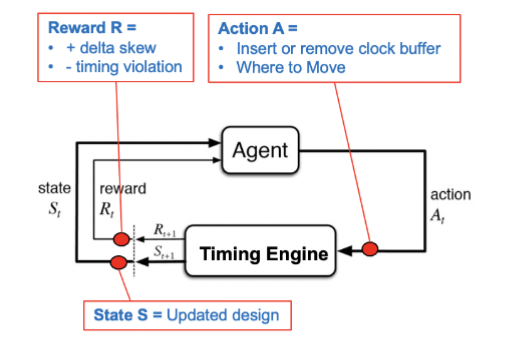 Reward R =
• + delta skew
• - timing violation
Action A =
• Insert or remove clock buffer
• Where to Move
Agent
state
S_t
reward
R_t
action
A_t
R_{t+1}
S_{t+1}
Timing Engine
State S = Updated design